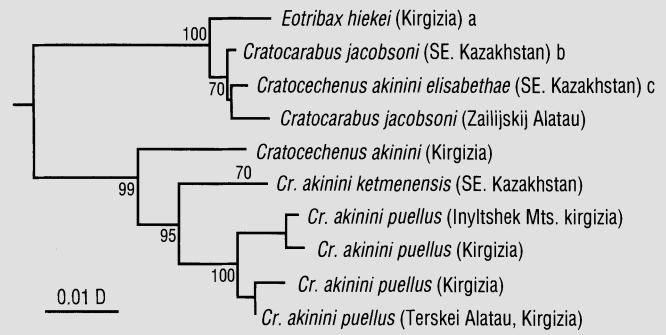 100
Eotribax hiekei (Kirgizia) a
Cratocarabus jacobsoni (SE. Kazakhstan) b
70
Cratocechenus akinini elisabethae (SE. Kazakhstan) c
Cratocarabus jacobsoni (Zailijskij Alatau)
Cratocechenus akinini (Kirgizia)
99
70
Cr. akinini ketmenensis (SE. Kazakhstan)
Cr. akinini puellus (Inyltshek Mts. kirgizia)
95
Cr. akinini puellus (Kirgizia)
100
Cr. akinini puellus (Kirgizia)
0.01 D
Cr. akinini puellus (Terskei Alatau, Kirgizia)